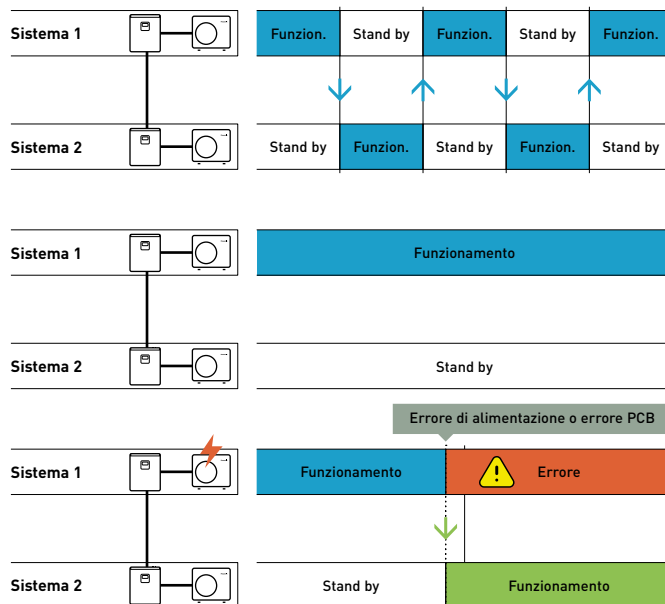 Sistema 1 Funzion. Stand by Funzion. Stand by Funzion.
Sistema 2 Stand by Funzion. Stand by Funzion. Stand by
Sistema 1 Funzionamento
Sistema 2 Stand by
Errore di alimentazione o errore PCB
Sistema 1 Funzionamento Errore
Sistema 2 Stand by Funzionamento